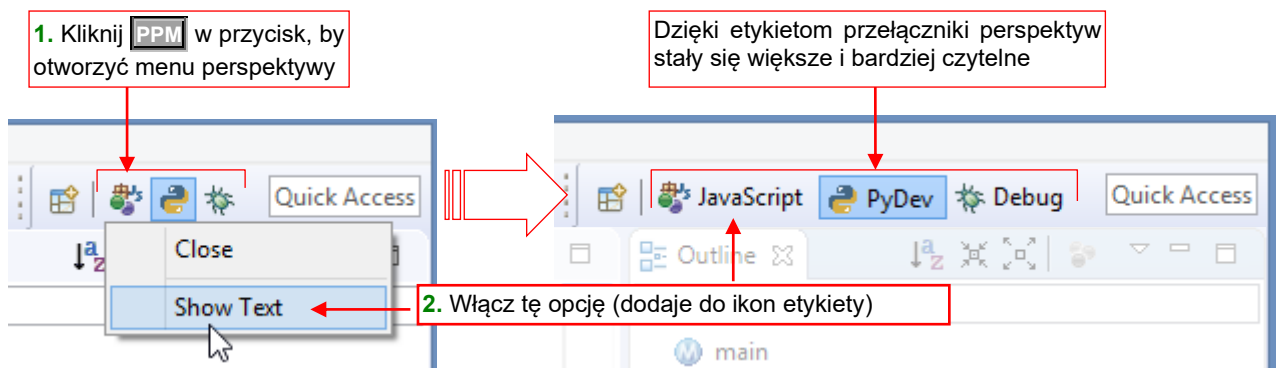 1. Kliknij PPM w przycisk, by
otworzyć menu perspektywy
Dzięki etykietom przełączniki perspektyw
stały się większe i bardziej czytelne
Quick Access
Close
Show Text
JavaScript PyDev Debug Quick Access
Outline
2. Włącz tę opcję (dodaje do ikon etykiety)
main